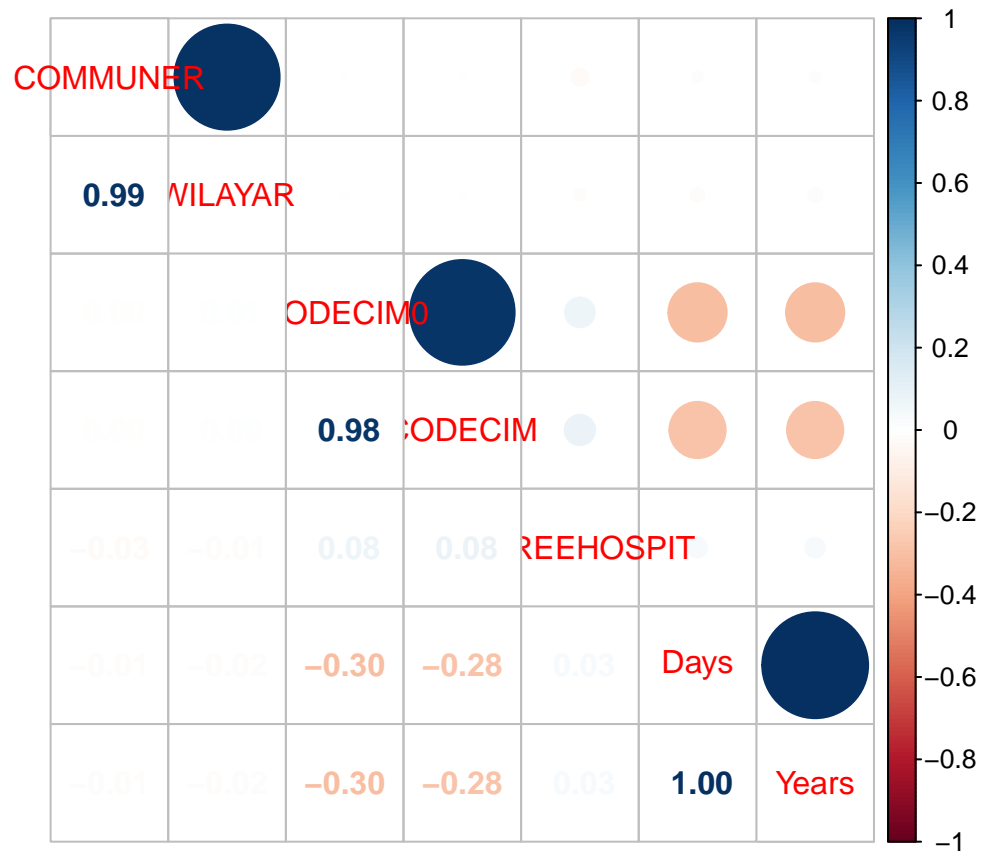 COMMUNER
1
0.8
0.99 WILAYAR
0.6
0.4
ODECIM0
0.2
0.98 CODECIM
0
−0.2
−0.03 −0.01 0.08 0.08 REEHOSPIT
−0.4
−0.01 −0.02 −0.30 −0.28 0.03 Days
−0.6
−0.01 −0.02 −0.30 −0.28 0.03 1.00 Years
−0.8
−1